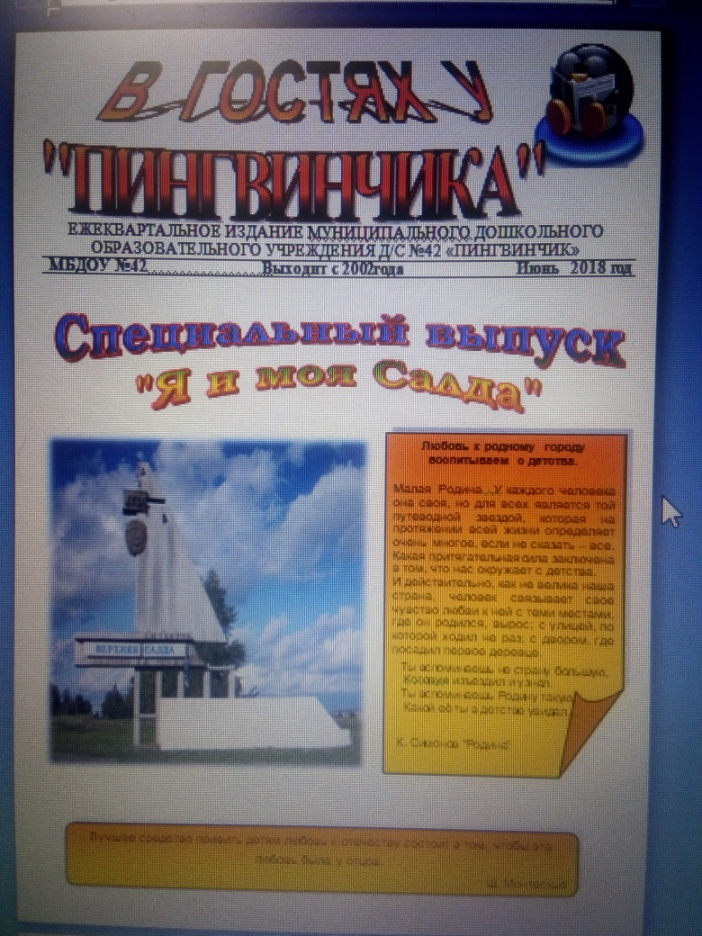 В ГОСТЯХ У
"ПИНГВИНЧИКА"
ЕЖЕКВАРТАЛЬНОЕ ИЗДАНИЕ МУНИЦИПАЛЬНОГО ДОШКОЛЬНОГО
ОБРАЗОВАТЕЛЬНОГО УЧРЕЖДЕНИЯ Д/С №42 «ПИНГВИНЧИК»
МБДОУ №42 Выходит с 2002года Июнь 2018 год
Специальный выпуск
"Я и моя Салда"
ВЕРХНЯЯ САЛДА
Любовь к родному городу
воспитываем с детства.
Малая Родина. У каждого человека
она своя, но для всех является той
путеводной звездой, которая на
протяжении всей жизни определяет
очень многое, если не сказать – все.
Какая притягательная сила заключена
в том, что нас окружает с детства.
И действительно, как не велика наша
страна, человек связывает свое
чувство любви к ней с теми местами,
где он родился, вырос; с улицей, по
которой ходил не раз; с двором, где
посадил первое деревце.
Ты вспоминаешь не страну большую,
Которую изъездил и узнал.
Ты вспоминаешь Родину такую,
Какой её ты в детстве увидал.
К. Симонов "Родина"
Лучшее средство привить детям любовь к отечеству состоит в том, чтобы эта
любовь была у отцов.
Ш. Монтескье